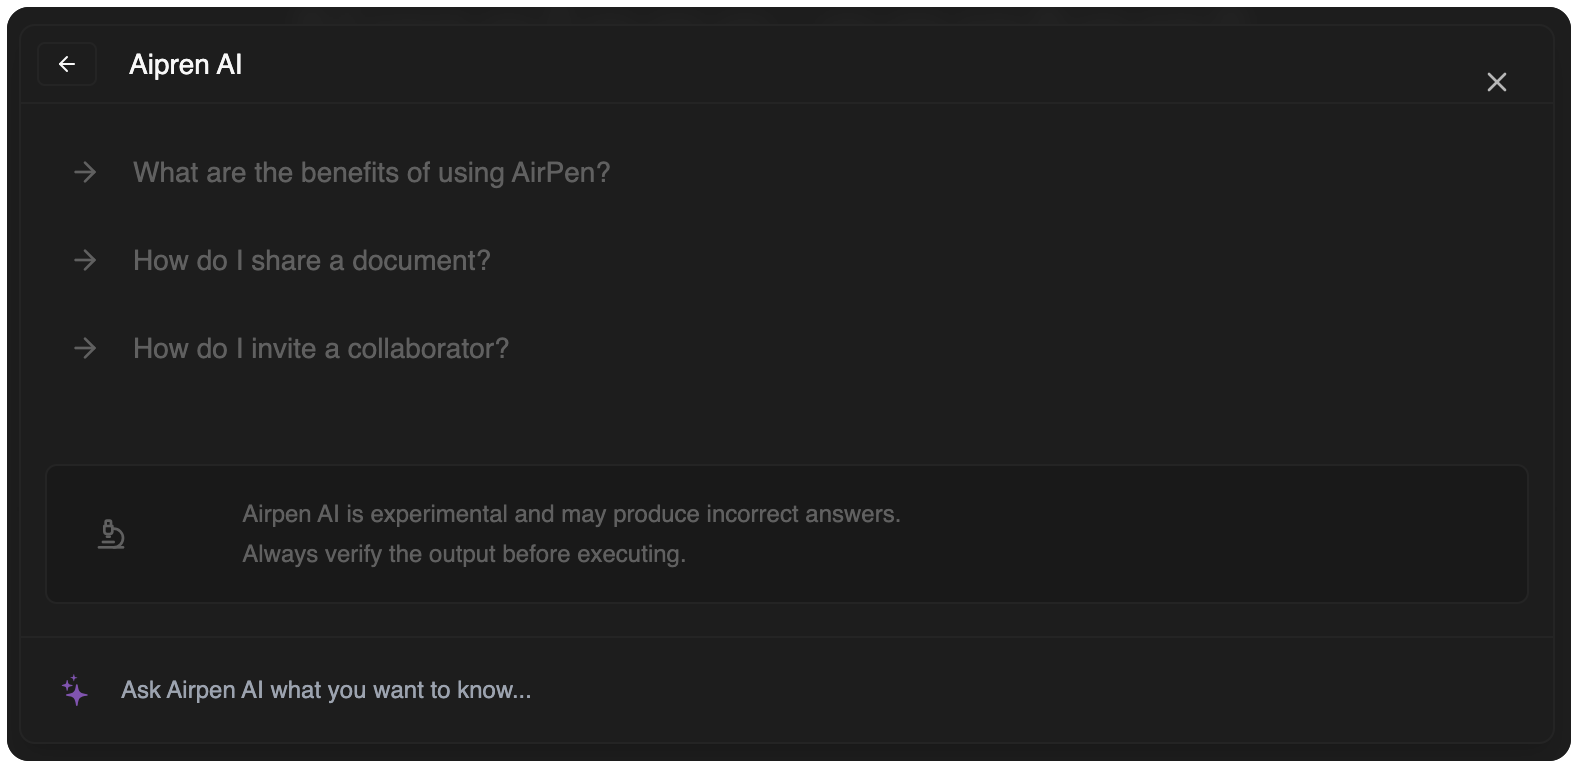 Aipren AI
What are the benefits of using AirPen?
How do I share a document?
How do I invite a collaborator?
Airpen AI is experimental and may produce incorrect answers.
Always verify the output before executing.
Ask Airpen AI what you want to know...